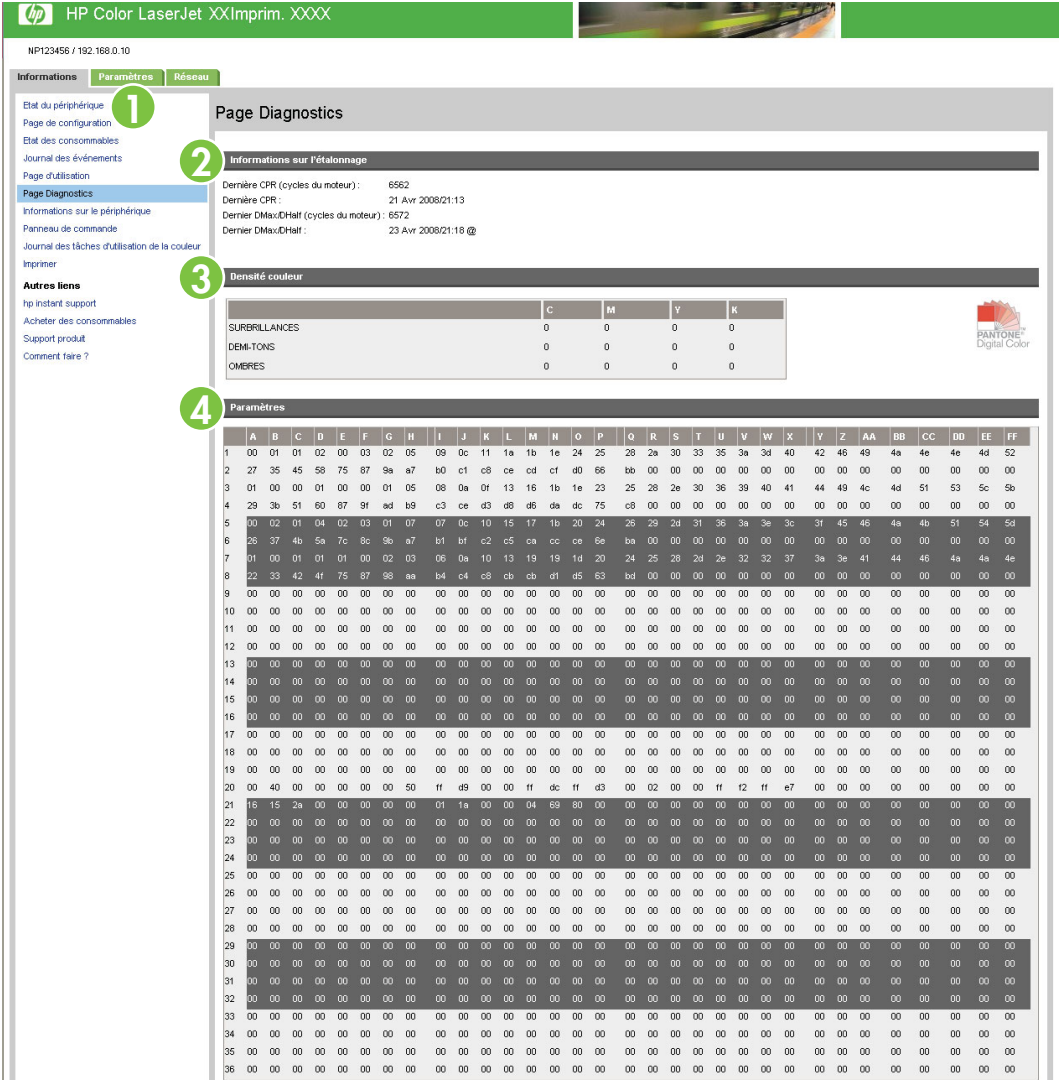 hp HP Color LaserJet XXImprim. XXXX
NP123456 / 192.168.0.10
Informations Paramètres Réseau
1
Etat du périphérique
Page de configuration
Etat des consommables
Journal des événements
Page d'utilisation
Page Diagnostics
Informations sur le périphérique
Panneau de commande
Journal des tâches d'utilisation de la couleur
Imprimer
Autres liens
hp instant support
Acheter des consommables
Support produit
Comment faire ?
Page Diagnostics
2 Informations sur l'étalonnage
Dernière CPR (cycles du moteur) : 6562
Dernière CPR : 21 Avr 2008/21:13
Dernier DMax/DHalf (cycles du moteur) : 6572
Dernier DMax/DHalf : 23 Avr 2008/21:18 @
3 Densité couleur
C M Y K
SURBRILLANCES 0 0 0 0
DEMI-TONS 0 0 0 0
OMBRES 0 0 0 0
PANTONE®
Digital Color
4 Paramètres
A B C D E F G H I J K L M N O P Q R S T U V W X Y Z AA BB CC DD EE FF
1 00 01 01 02 00 03 02 05 09 0c 11 1a 1b 1e 24 25 28 2a 30 33 35 3a 3d 40 42 46 49 4a 4e 4e 4d 52
2 27 35 45 58 75 87 9a a7 b0 c1 c8 ce cd cf d0 66 bb 00 00 00 00 00 00 00 00 00 00 00 00 00 00 00
3 01 00 00 01 00 00 01 05 08 0a 0f 13 16 1b 1e 23 25 28 2e 30 36 39 40 41 44 49 4c 4d 51 53 5c 5b
4 29 3b 51 60 87 9f ad b9 c3 ce d3 d8 d6 da dc 75 c8 00 00 00 00 00 00 00 00 00 00 00 00 00 00 00
5 00 02 01 04 02 03 01 07 07 0c 10 15 17 1b 20 24 26 29 2d 31 36 3a 3e 3c 3f 45 46 4a 4b 51 54 5d
6 26 37 4b 5a 7c 8c 9b a7 b1 bf c2 c5 ca cc ce 6e ba 00 00 00 00 00 00 00 00 00 00 00 00 00 00 00
7 01 00 01 01 01 00 02 03 06 0a 10 13 19 19 1d 20 24 25 28 2d 2e 32 32 37 3a 3e 41 44 46 4a 4a 4e
8 22 33 42 4f 75 87 98 aa b4 c4 c8 cb cb d1 d5 63 bd 00 00 00 00 00 00 00 00 00 00 00 00 00 00 00
9 00 00 00 00 00 00 00 00 00 00 00 00 00 00 00 00 00 00 00 00 00 00 00 00 00 00 00 00 00 00 00 00
10 00 00 00 00 00 00 00 00 00 00 00 00 00 00 00 00 00 00 00 00 00 00 00 00 00 00 00 00 00 00 00 00
11 00 00 00 00 00 00 00 00 00 00 00 00 00 00 00 00 00 00 00 00 00 00 00 00 00 00 00 00 00 00 00 00
12 00 00 00 00 00 00 00 00 00 00 00 00 00 00 00 00 00 00 00 00 00 00 00 00 00 00 00 00 00 00 00 00
13 00 00 00 00 00 00 00 00 00 00 00 00 00 00 00 00 00 00 00 00 00 00 00 00 00 00 00 00 00 00 00 00
14 00 00 00 00 00 00 00 00 00 00 00 00 00 00 00 00 00 00 00 00 00 00 00 00 00 00 00 00 00 00 00 00
15 00 00 00 00 00 00 00 00 00 00 00 00 00 00 00 00 00 00 00 00 00 00 00 00 00 00 00 00 00 00 00 00
16 00 00 00 00 00 00 00 00 00 00 00 00 00 00 00 00 00 00 00 00 00 00 00 00 00 00 00 00 00 00 00 00
17 00 00 00 00 00 00 00 00 00 00 00 00 00 00 00 00 00 00 00 00 00 00 00 00 00 00 00 00 00 00 00 00
18 00 00 00 00 00 00 00 00 00 00 00 00 00 00 00 00 00 00 00 00 00 00 00 00 00 00 00 00 00 00 00 00
19 00 00 00 00 00 00 00 00 00 00 00 00 00 00 00 00 00 00 00 00 00 00 00 00 00 00 00 00 00 00 00 00
20 00 40 00 00 00 00 00 50 ff d9 00 00 ff dc ff d3 00 02 00 00 ff f2 ff e7 00 00 00 00 00 00 00 00
21 16 15 2a 00 00 00 00 00 01 1a 00 00 04 69 80 00 00 00 00 00 00 00 00 00 00 00 00 00 00 00 00 00
22 00 00 00 00 00 00 00 00 00 00 00 00 00 00 00 00 00 00 00 00 00 00 00 00 00 00 00 00 00 00 00 00
23 00 00 00 00 00 00 00 00 00 00 00 00 00 00 00 00 00 00 00 00 00 00 00 00 00 00 00 00 00 00 00 00
24 00 00 00 00 00 00 00 00 00 00 00 00 00 00 00 00 00 00 00 00 00 00 00 00 00 00 00 00 00 00 00 00
25 00 00 00 00 00 00 00 00 00 00 00 00 00 00 00 00 00 00 00 00 00 00 00 00 00 00 00 00 00 00 00 00
26 00 00 00 00 00 00 00 00 00 00 00 00 00 00 00 00 00 00 00 00 00 00 00 00 00 00 00 00 00 00 00 00
27 00 00 00 00 00 00 00 00 00 00 00 00 00 00 00 00 00 00 00 00 00 00 00 00 00 00 00 00 00 00 00 00
28 00 00 00 00 00 00 00 00 00 00 00 00 00 00 00 00 00 00 00 00 00 00 00 00 00 00 00 00 00 00 00 00
29 00 00 00 00 00 00 00 00 00 00 00 00 00 00 00 00 00 00 00 00 00 00 00 00 00 00 00 00 00 00 00 00
30 00 00 00 00 00 00 00 00 00 00 00 00 00 00 00 00 00 00 00 00 00 00 00 00 00 00 00 00 00 00 00 00
31 00 00 00 00 00 00 00 00 00 00 00 00 00 00 00 00 00 00 00 00 00 00 00 00 00 00 00 00 00 00 00 00
32 00 00 00 00 00 00 00 00 00 00 00 00 00 00 00 00 00 00 00 00 00 00 00 00 00 00 00 00 00 00 00 00
33 00 00 00 00 00 00 00 00 00 00 00 00 00 00 00 00 00 00 00 00 00 00 00 00 00 00 00 00 00 00 00 00
34 00 00 00 00 00 00 00 00 00 00 00 00 00 00 00 00 00 00 00 00 00 00 00 00 00 00 00 00 00 00 00 00
35 00 00 00 00 00 00 00 00 00 00 00 00 00 00 00 00 00 00 00 00 00 00 00 00 00 00 00 00 00 00 00 00
36 00 00 00 00 00 00 00 00 00 00 00 00 00 00 00 00 00 00 00 00 00 00 00 00 00 00 00 00 00 00 00 00